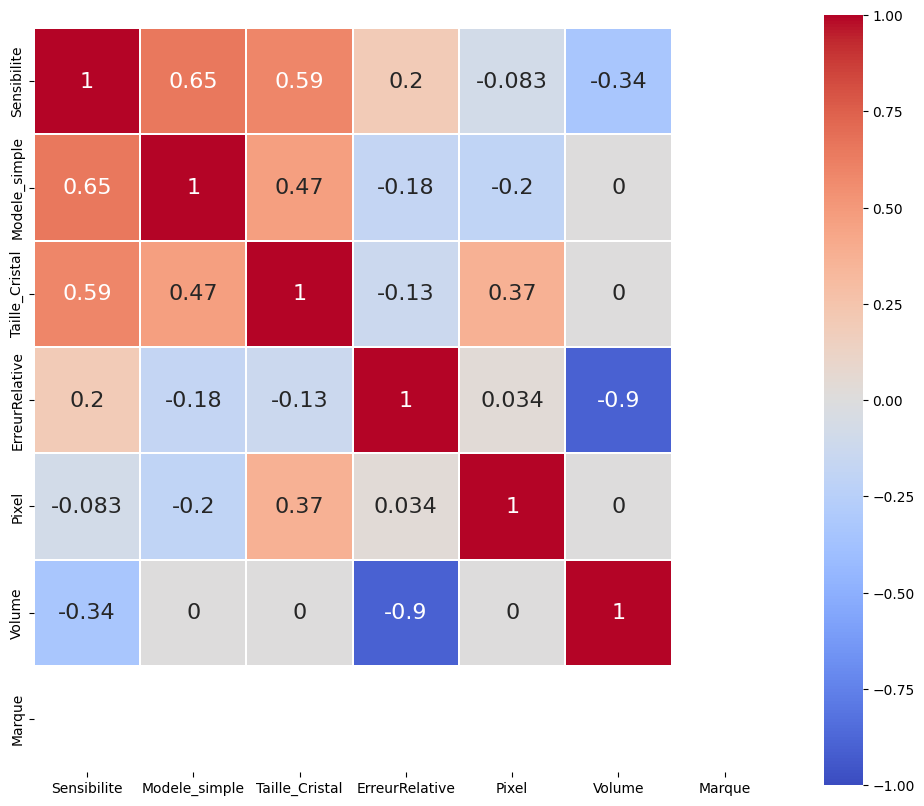 Sensibilite 1 0.65 0.59 0.2 -0.083 -0.34
Modele_simple 0.65 1 0.47 -0.18 -0.2 0
Taille_Cristal 0.59 0.47 1 -0.13 0.37 0
ErreurRelative 0.2 -0.18 -0.13 1 0.034 -0.9
Pixel -0.083 -0.2 0.37 0.034 1 0
Volume -0.34 0 0 -0.9 0 1
Marque
Sensibilite Modele_simple Taille_Cristal ErreurRelative Pixel Volume Marque
1.00
0.75
0.50
0.25
0.00
−0.25
−0.50
−0.75
−1.00